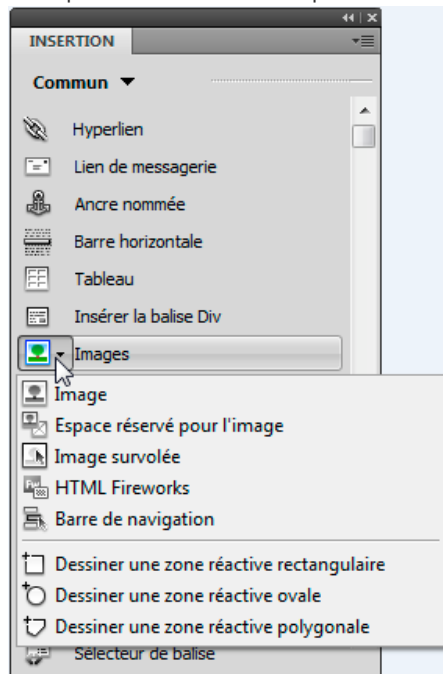 INSERTION
Commun
Hyperlien
Lien de messagerie
Ancre nommée
Barre horizontale
Tableau
Insérer la balise Div
Images
Image
Espace réservé pour l'image
Image survolée
HTML Fireworks
Barre de navigation
Dessiner une zone réactive rectangulaire
Dessiner une zone réactive ovale
Dessiner une zone réactive polygonale
Sélecteur de balise